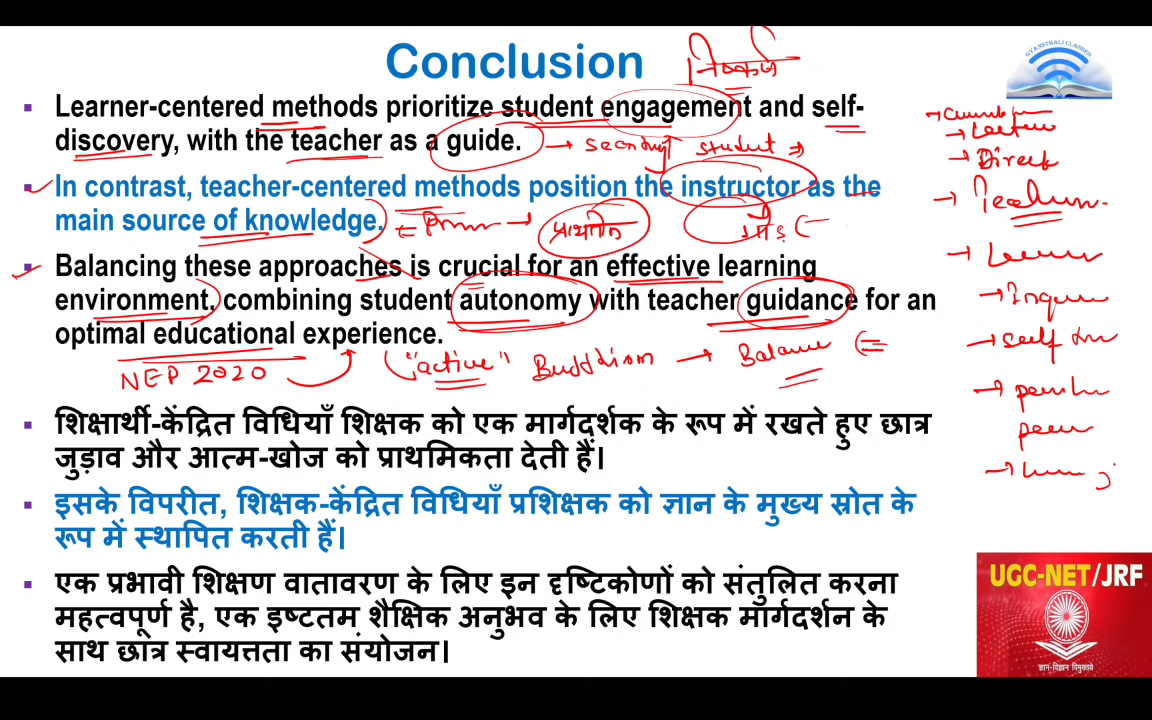 Conclusion
निष्कर्ष
GYANSTHALI CLASSES
▪ Learner-centered methods prioritize student engagement and self-
discovery, with the teacher as a guide.
→ secondary student ⇒
▪ In contrast, teacher-centered methods position the instructor as the
main source of knowledge.
▪ Balancing these approaches is crucial for an effective learning
environment, combining student autonomy with teacher guidance for an
optimal educational experience.
NEP 2020
"active" Buddhism → Balance
→ Lecture
→ Direct
▪ शिक्षार्थी-केंद्रित विधियाँ शिक्षक को एक मार्गदर्शक के रूप में रखते हुए छात्र
जुड़ाव और आत्म-खोज को प्राथमिकता देती हैं।
▪ इसके विपरीत, शिक्षक-केंद्रित विधियाँ प्रशिक्षक को ज्ञान के मुख्य स्रोत के
रूप में स्थापित करती हैं।
▪ एक प्रभावी शिक्षण वातावरण के लिए इन दृष्टिकोणों को संतुलित करना
महत्वपूर्ण है, एक इष्टतम शैक्षिक अनुभव के लिए शिक्षक मार्गदर्शन के
साथ छात्र स्वायत्तता का संयोजन।
UGC-NET/JRF
ज्ञान-विज्ञान विमुक्तये